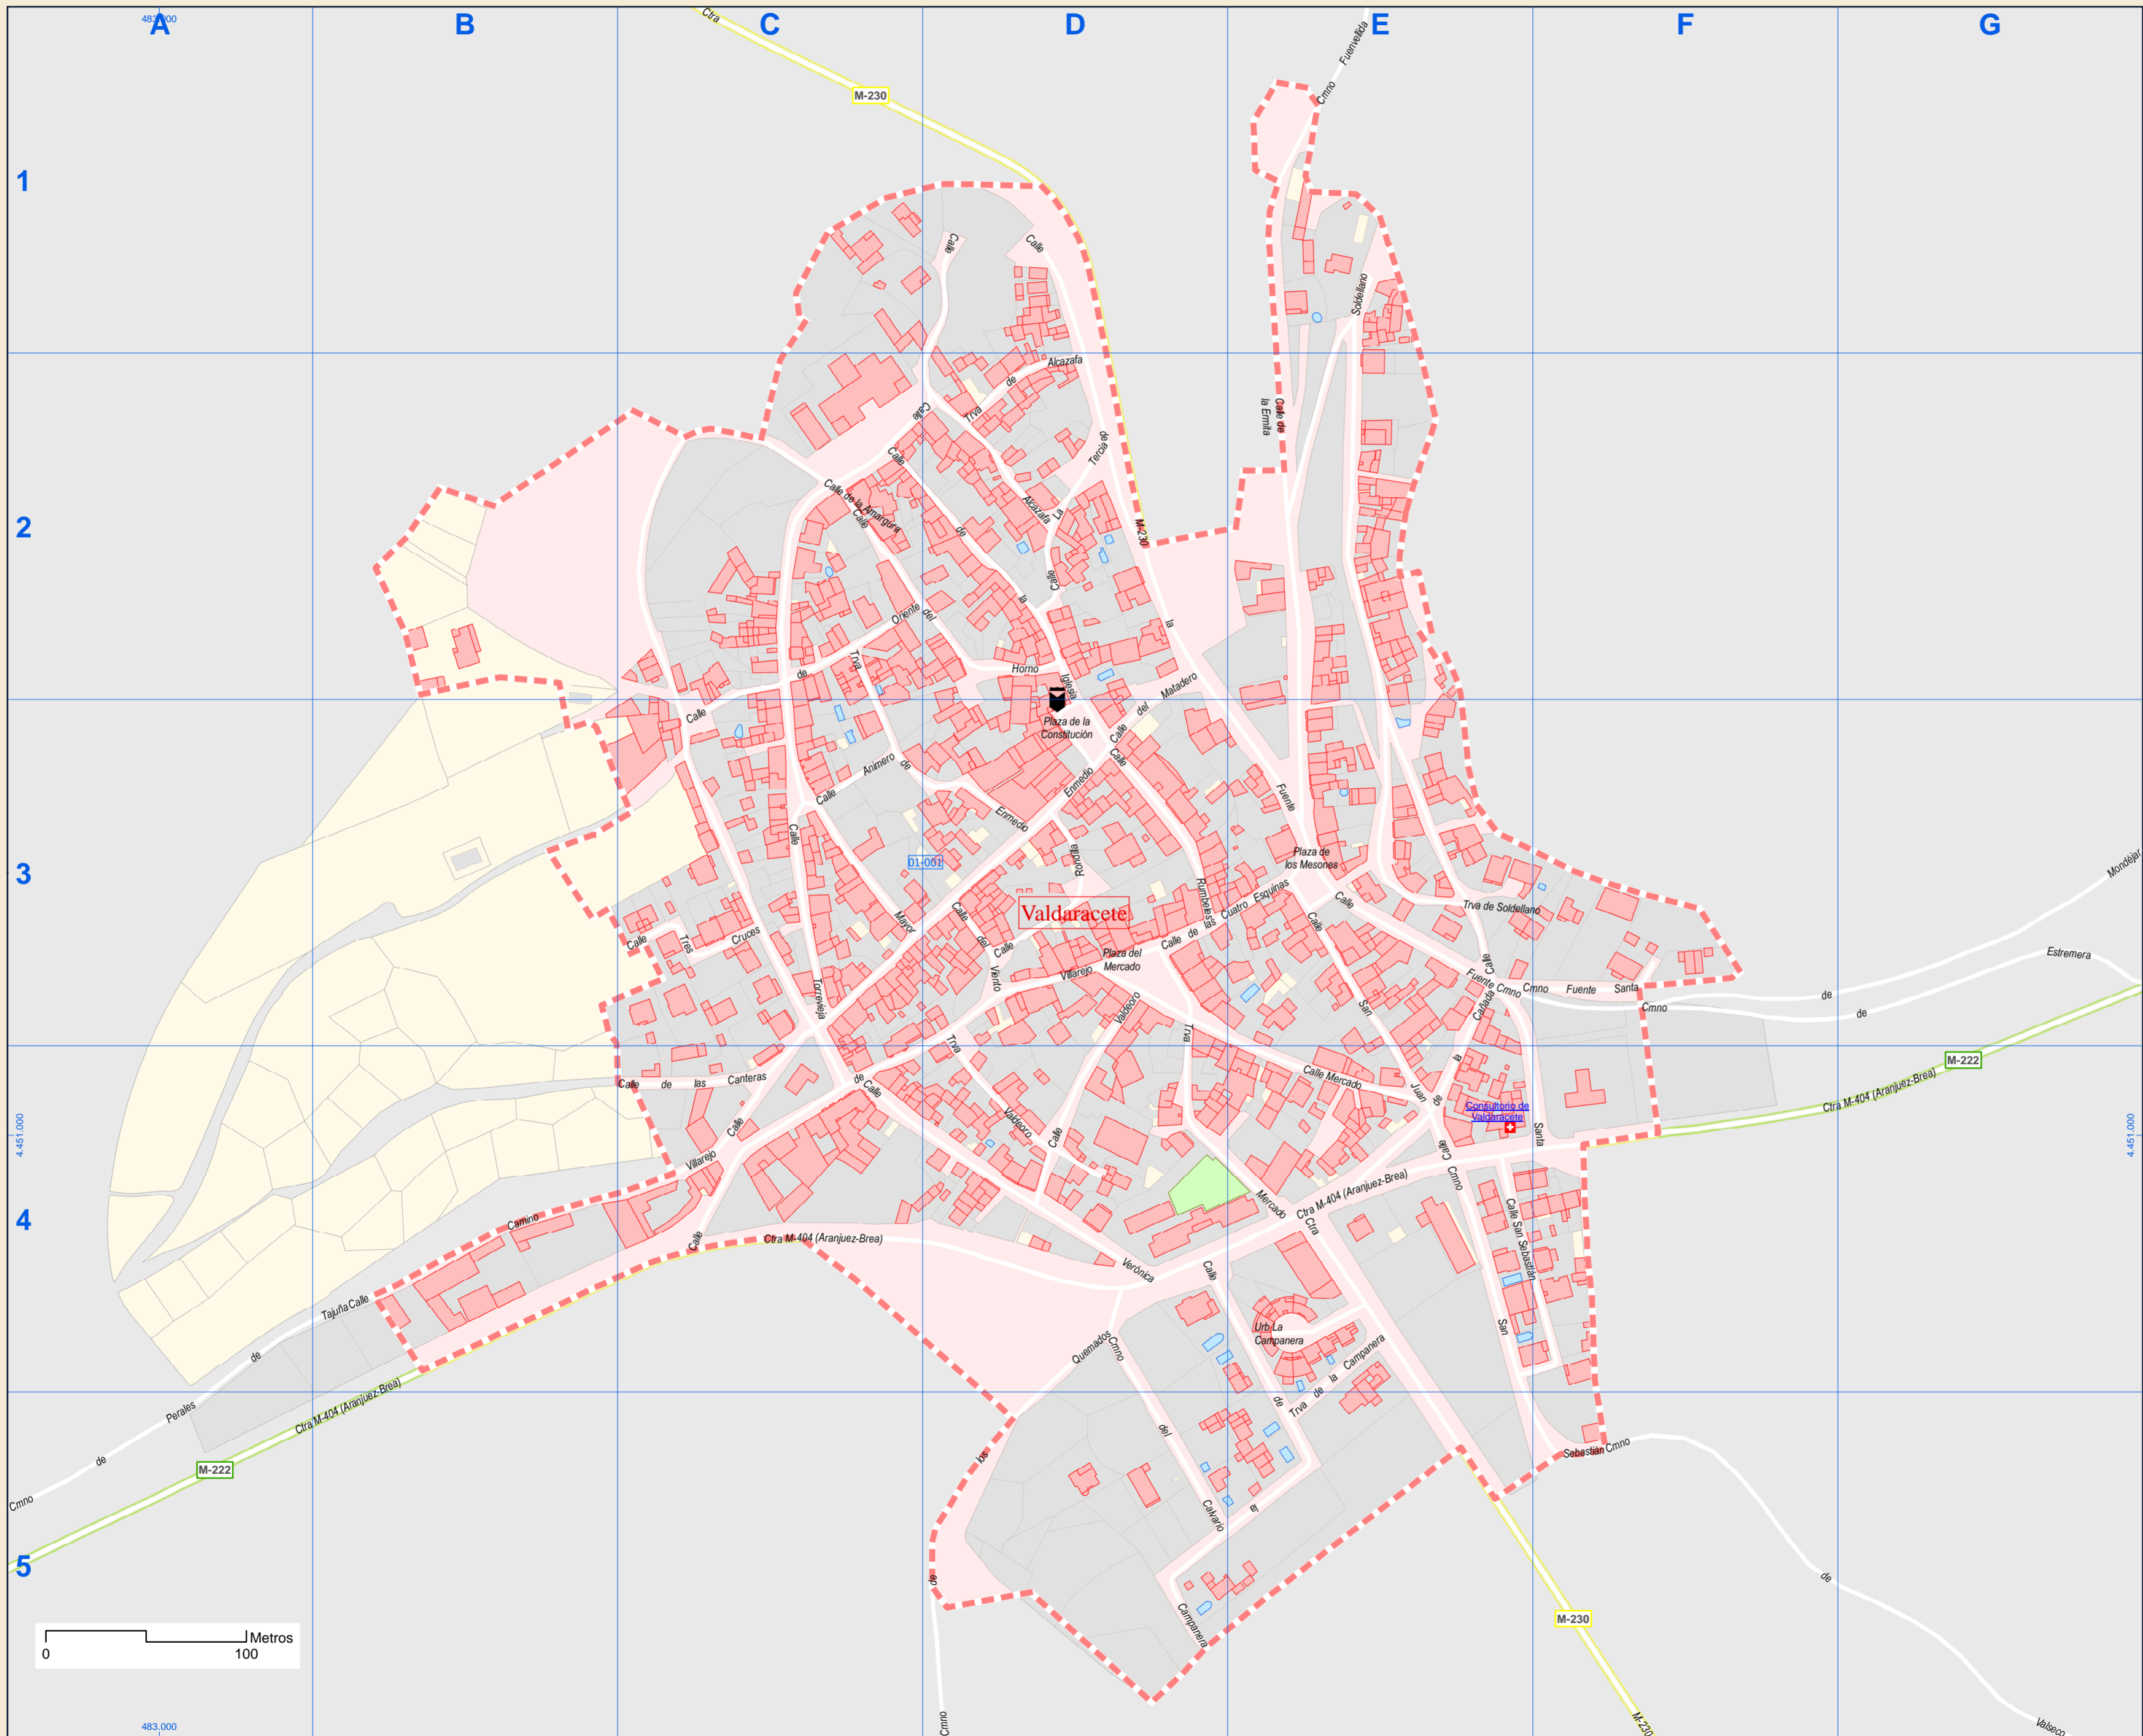 483.000
A
B
C
D
E
F
G
Ctra
M-230
Cmno
Fuenvellida
1
Calle
Calle
Soldellano
Alcazafa
de
Trva
Calle de
la Ermita
Calle
de
Tercia
La
Calle
Calle
Calle de la Amargura
Calle
Alcazafa
de
M-230
2
la
Calle
Oriente
del
la
Trva
de
Horno
Iglesia
Calle
del
Matadero
Plaza de la
Constitución
Calle
Calle
Enmedio
Animero
de
Calle
Fuente
Enmedio
Calle
Rondilla
Plaza de
los Mesones
01-001
3
Mondéjar
Rumbeles
Cuatro
Esquinas
Calle de las
Calle
Trva de Soldellano
Valdaracete
Calle
Calle
del
Mayor
Calle
Calle
Tres
Cruces
Plaza del
Mercado
Villarejo
Viento
Calle
Estremera
Fuente
Cmno
Cmno
Fuente
Santa
de
de
Cmno
Torrevieja
Valdeoro
San
Cañada
Trva
Trva
la
M-222
Calle
de
las
Canteras
de
Calle
Calle Mercado
Juan
de
Ctra M-404 (Aranjuez-Brea)
Consultorio de
Valdaracete
4.451.000
4.451.000
Calle
Valdeoro
Calle
Calle
Santa
Villarejo
Cmno
4
Camino
Calle
Ctra M-404 (Aranjuez-Brea)
Mercado
Ctra
Ctra M-404 (Aranjuez-Brea)
Calle San Sebastián
Verónica
Calle
Tajuña
Calle
de
Urb La
Campanera
San
Quemados
Cmno
Campanera
la
de
Trva
de
Perales
Ctra M-404 (Aranjuez-Brea)
del
los
Sebastián
Cmno
de
M-222
Cmno
Calvario
la
5
de
de
Campanera
M-230
Metros
0
100
Cmno
M-230
Valseco
483.000